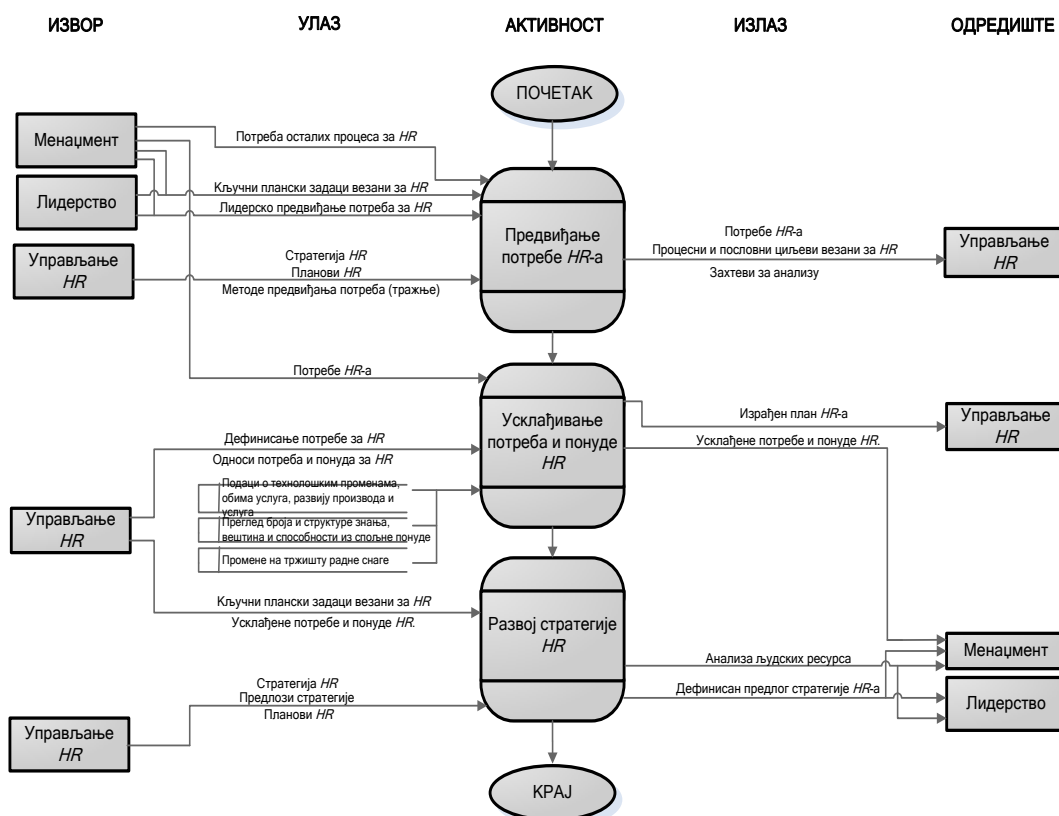 ИЗВОР
УЛАЗ
АКТИВНОСТ
ИЗЛАЗ
ОДРЕДИШТЕ
ПОЧЕТАК
Менаџмент
Потреба осталих процеса за HR
Лидерство
Кључни плански задаци везани за HR
Лидерско предвиђање потреба за HR
Предвиђање
потребе HR-а
Потребе HR-а
Процесни и пословни циљеви везани за HR
Захтеви за анализу
Управљање
HR
Управљање
HR
Стратегија HR
Планови HR
Методе предвиђања потреба (тражње)
Потребе HR-а
Усклађивање
потреба и понуде
HR
Израђен план HR-а
Управљање
HR
Усклађене потребе и понуде HR.
Дефинисање потребе за HR
Односи потреба и понуда за HR
Подаци о технолошким променама,
обима услуга, развију производа и
услуга
Управљање
HR
Преглед броја и структуре знања,
вештина и способности из спољне понуде
Промене на тржишту радне снаге
Кључни плански задаци везани за HR
Усклађене потребе и понуде HR.
Развој стратегије
HR
Анализа људских ресурса
Менаџмент
Дефинисан предлог стратегије HR-а
Лидерство
Стратегија HR
Предлози стратегије
Планови HR
Управљање
HR
КРАЈ